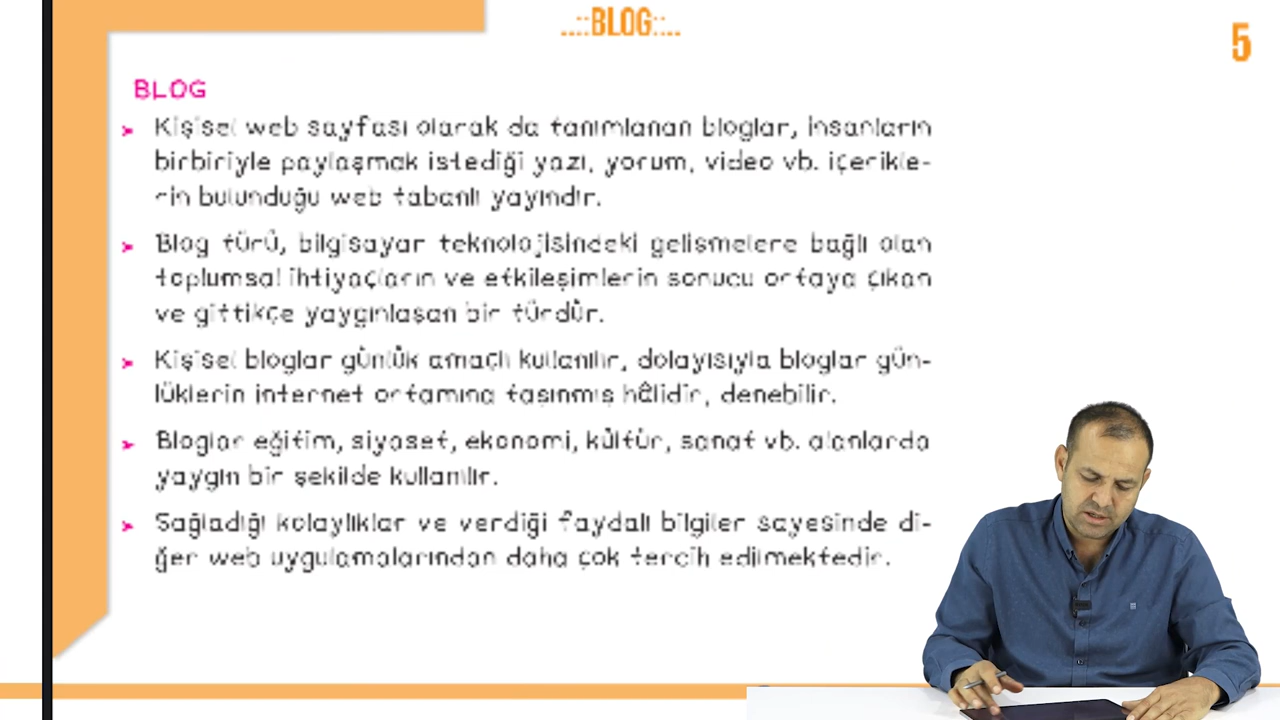 ..::BLOG::..
5
BLOG
Kişisel web sayfası olarak da tanımlanan bloglar, insanların
birbiriyle paylaşmak istediği yazı, yorum, video vb. içerikle-
rin bulunduğu web tabanlı yayındır.
Blog türü, bilgisayar teknolojisindeki gelişmelere bağlı olan
toplumsal ihtiyaçların ve etkileşimlerin sonucu ortaya çıkan
ve gittikçe yaygınlaşan bir türdür.
Kişisel bloglar günlük amaçlı kullanılır, dolayısıyla bloglar gün-
lüklerin internet ortamına taşınmış hâlidir, denebilir.
Bloglar eğitim, siyaset, ekonomi, kültür, sanat vb. alanlarda
yaygın bir şekilde kullanılır.
Sağladığı kolaylıklar ve verdiği faydalı bilgiler sayesinde di-
ğer web uygulamalarından daha çok tercih edilmektedir.